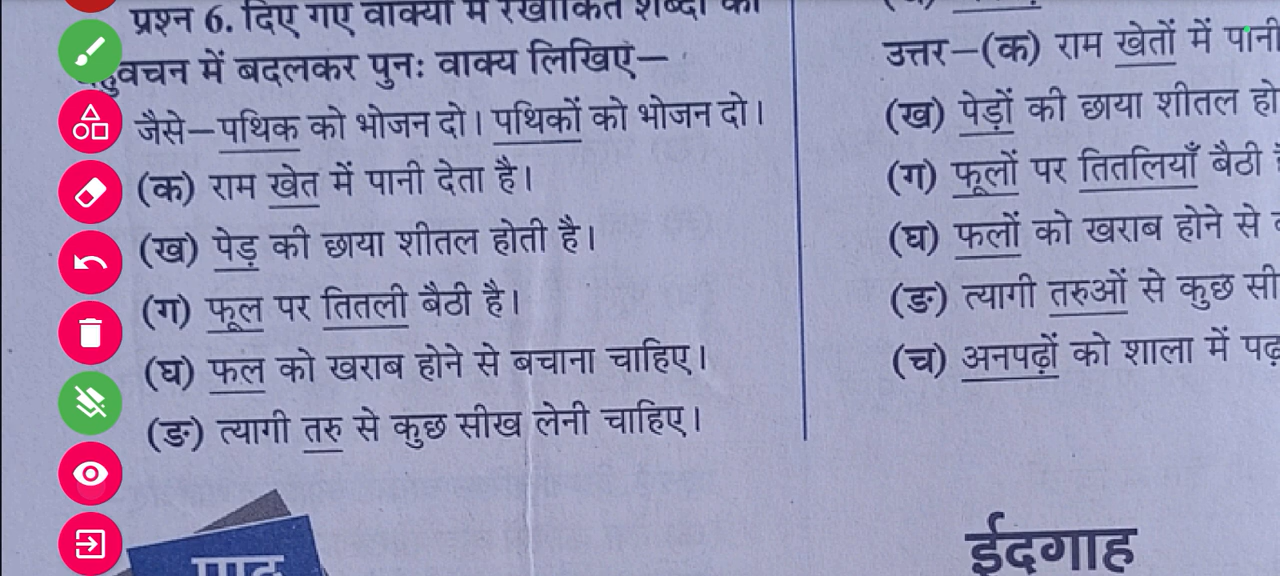 प्रश्न 6. दिए गए वाक्यों में रेखांकित शब्दों को
बहुवचन में बदलकर पुनः वाक्य लिखिए–
जैसे–पथिक को भोजन दो। पथिकों को भोजन दो।
(क) राम खेत में पानी देता है।
(ख) पेड़ की छाया शीतल होती है।
(ग) फूल पर तितली बैठी है।
(घ) फल को खराब होने से बचाना चाहिए।
(ङ) त्यागी तरु से कुछ सीख लेनी चाहिए।
पाठ
उत्तर–(क) राम खेतों में पानी
(ख) पेड़ों की छाया शीतल हो
(ग) फूलों पर तितलियाँ बैठी
(घ) फलों को खराब होने से
(ङ) त्यागी तरुओं से कुछ सी
(च) अनपढ़ों को शाला में पढ़
ईदगाह